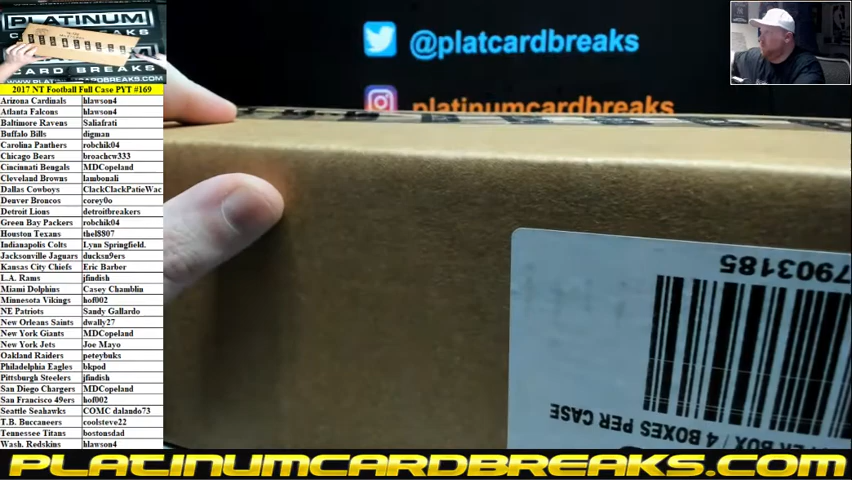 PLATINUM
CARD BREAKS
2017 NT Football Full Case PYT #169
Arizona Cardinals hlawson4
Atlanta Falcons hlawson4
Baltimore Ravens Saliafrati
Buffalo Bills digman
Carolina Panthers robchik04
Chicago Bears broachcw333
Cincinnati Bengals MDCopeland
Cleveland Browns lambonali
Dallas Cowboys ClackClackPatieWac
Denver Broncos corey0o
Detroit Lions detroitbreakers
Green Bay Packers robchik04
Houston Texans thel8807
Indianapolis Colts Lynn Springfield.
Jacksonville Jaguars ducksn9ers
Kansas City Chiefs Eric Barber
L.A. Rams jfindish
Miami Dolphins Casey Chamblin
Minnesota Vikings hof002
NE Patriots Sandy Gallardo
New Orleans Saints dwally27
New York Giants MDCopeland
New York Jets Joe Mayo
Oakland Raiders peteybuks
Philadelphia Eagles bkpod
Pittsburgh Steelers jfindish
San Diego Chargers MDCopeland
San Francisco 49ers hof002
Seattle Seahawks COMC dalando73
T.B. Buccaneers coolsteve22
Tennessee Titans bostonsdad
Wash. Redskins hlawson4
@platcardbreaks
platinumcardbreaks
7903185
BOX / 4 BOXES PER CASE
PLATINUMCARDBREAKS.COM